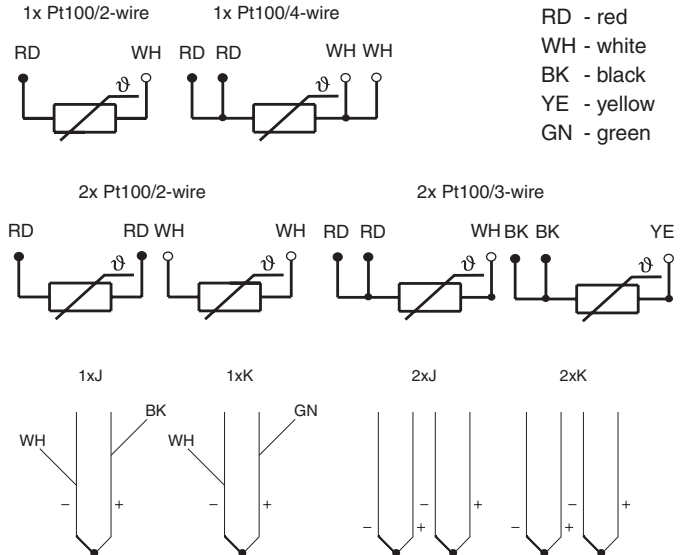 1x Pt100/2-wire 1x Pt100/4-wire
RD - red
WH - white
BK - black
YE - yellow
GN - green
RD WH RD RD WH WH
ϑ ϑ
2x Pt100/2-wire 2x Pt100/3-wire
RD RD WH WH RD RD WH BK BK YE
ϑ ϑ ϑ ϑ
1xJ 1xK 2xJ 2xK
BK GN
WH WH
– + – + – + – +
– + – +